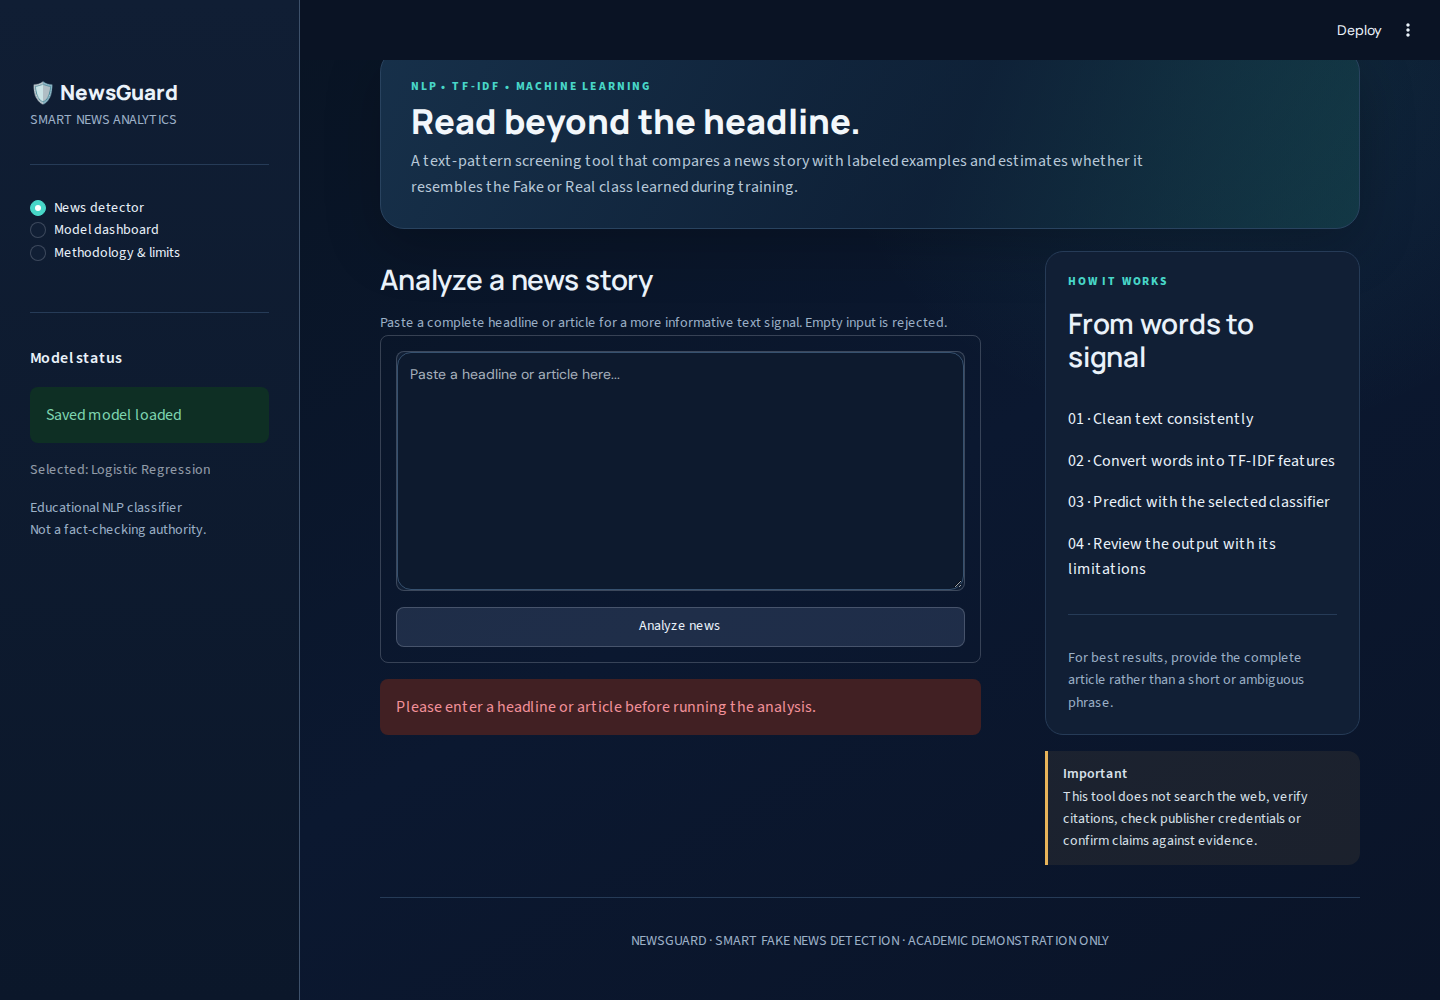 Deploy
🛡️ NewsGuard
SMART NEWS ANALYTICS
News detector
Model dashboard
Methodology & limits
Model status
Saved model loaded
Selected: Logistic Regression
Educational NLP classifier
Not a fact-checking authority.
NLP • TF-IDF • MACHINE LEARNING
Read beyond the headline.
A text-pattern screening tool that compares a news story with labeled examples and estimates whether it
resembles the Fake or Real class learned during training.
Analyze a news story
Paste a complete headline or article for a more informative text signal. Empty input is rejected.
Paste a headline or article here...
Analyze news
Please enter a headline or article before running the analysis.
HOW IT WORKS
From words to
signal
01 · Clean text consistently
02 · Convert words into TF-IDF features
03 · Predict with the selected classifier
04 · Review the output with its
limitations
For best results, provide the complete
article rather than a short or ambiguous
phrase.
Important
This tool does not search the web, verify
citations, check publisher credentials or
confirm claims against evidence.
NEWSGUARD · SMART FAKE NEWS DETECTION · ACADEMIC DEMONSTRATION ONLY